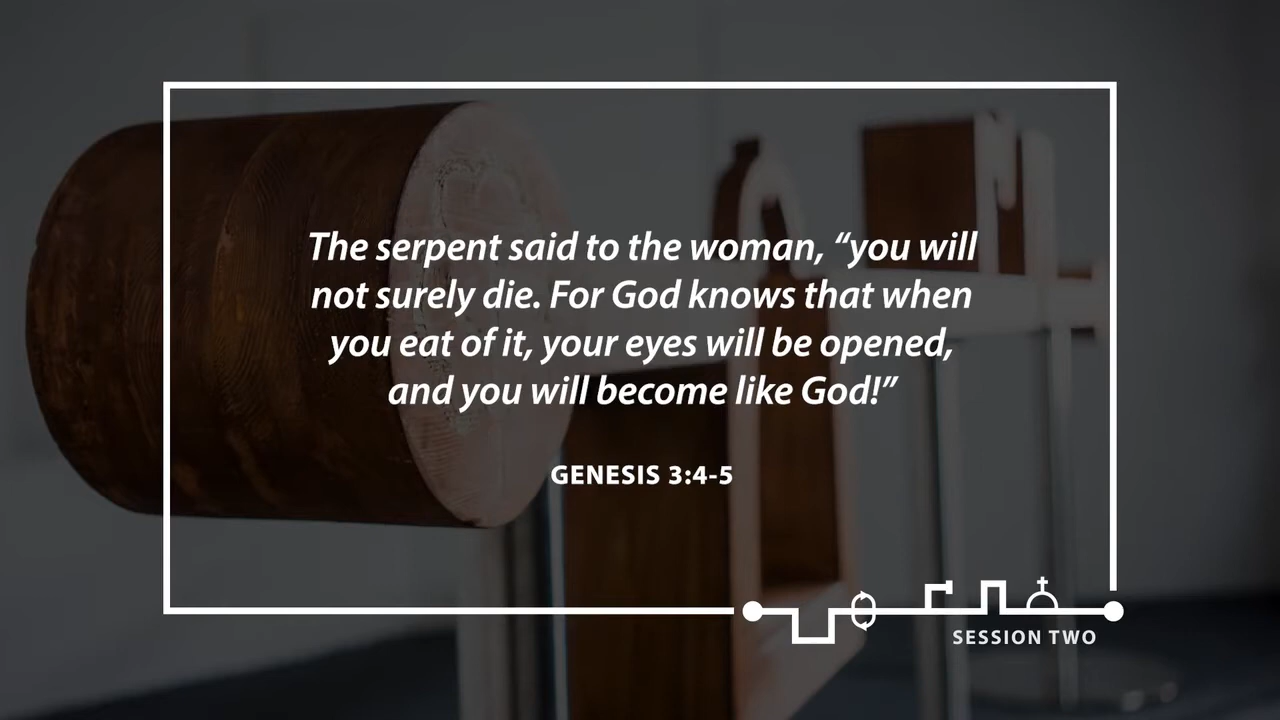 The serpent said to the woman, “you will
not surely die. For God knows that when
you eat of it, your eyes will be opened,
and you will become like God!”
GENESIS 3:4-5
SESSION TWO